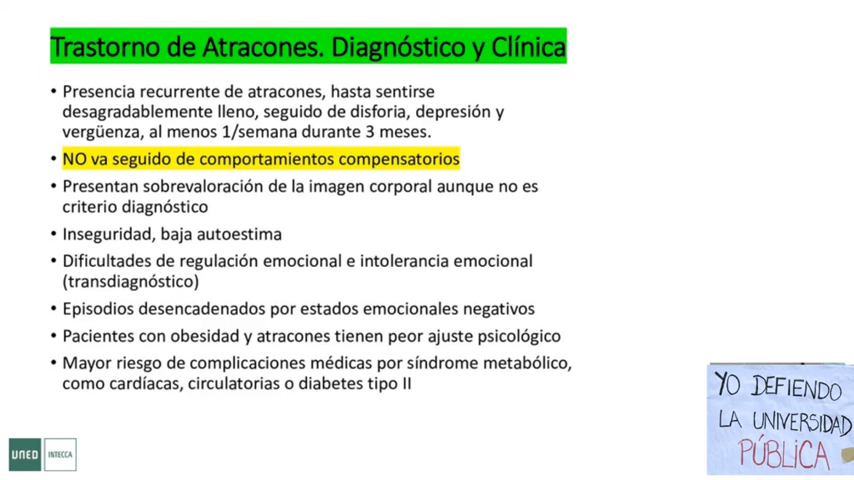 Trastorno de Atracones. Diagnóstico y Clínica
• Presencia recurrente de atracones, hasta sentirse
desagradablemente lleno, seguido de disforia, depresión y
vergüenza, al menos 1/semana durante 3 meses.
• NO va seguido de comportamientos compensatorios
• Presentan sobrevaloración de la imagen corporal aunque no es
criterio diagnóstico
• Inseguridad, baja autoestima
• Dificultades de regulación emocional e intolerancia emocional
(transdiagnóstico)
• Episodios desencadenados por estados emocionales negativos
• Pacientes con obesidad y atracones tienen peor ajuste psicológico
• Mayor riesgo de complicaciones médicas por síndrome metabólico,
como cardíacas, circulatorias o diabetes tipo II
YO DEFIENDO
LA UNIVERSIDAD
PÚBLICA
UNED INTECCA